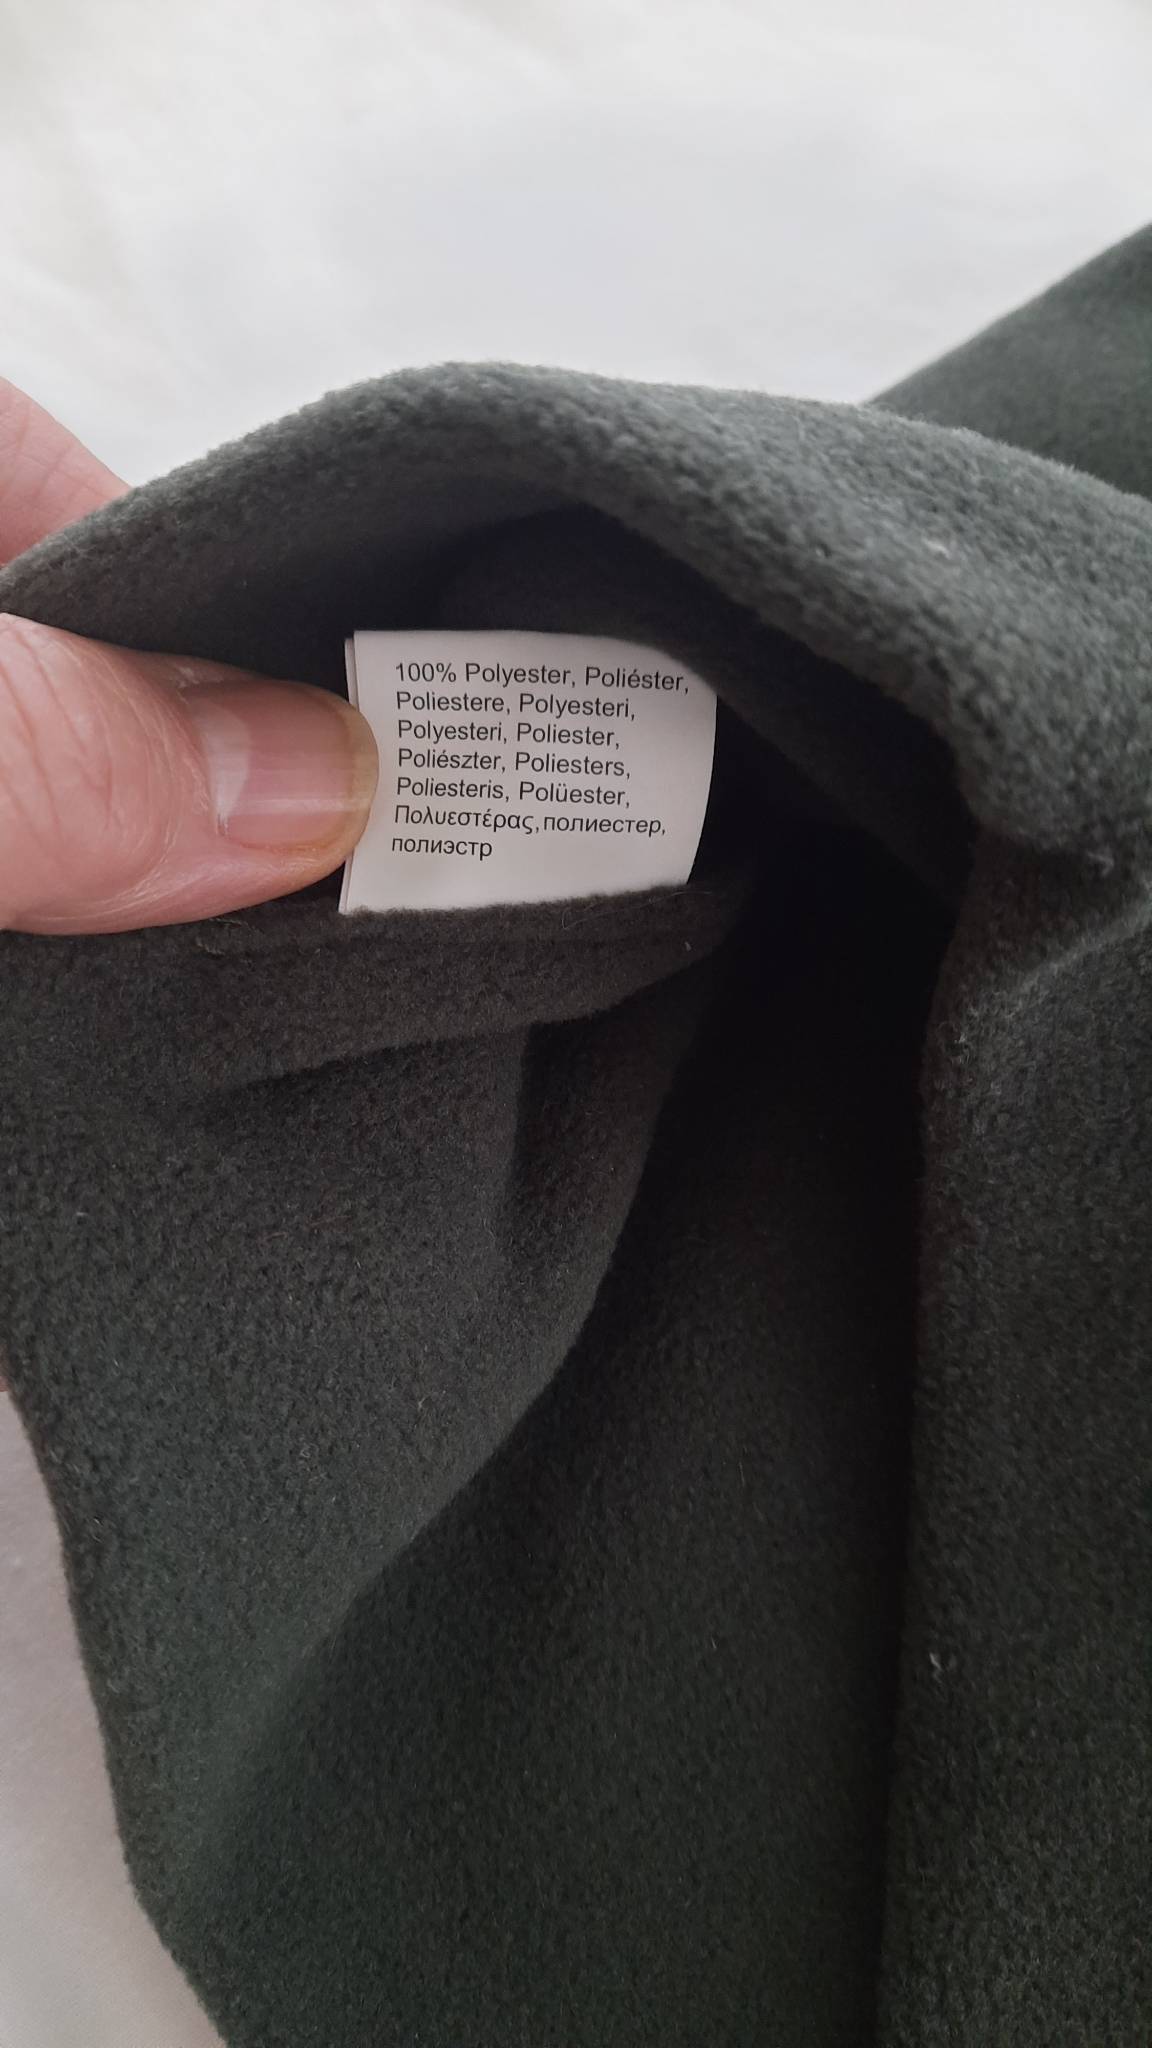 100% Polyester, Poliéster,
Poliestere, Polyesteri,
Polyesteri, Poliester,
Poliészter, Poliesters,
Poliesteris, Polüester,
Πολυεστέρας, полиестер,
полиэстр